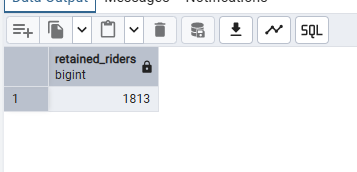 Data Output Messages Notifications
SQL
retained_riders
bigint
1 1813